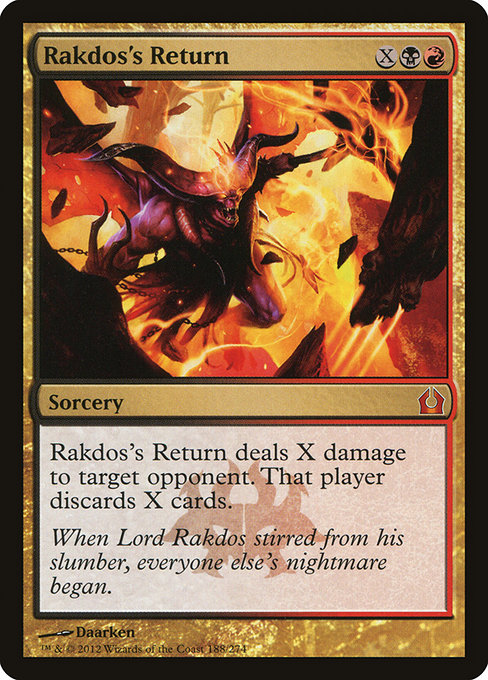 Rakdos's Return X
Sorcery
Rakdos's Return deals X damage
to target opponent. That player
discards X cards.
When Lord Rakdos stirred from his
slumber, everyone else's nightmare
began.
Daarken
™ & © 2012 Wizards of the Coast 188/274